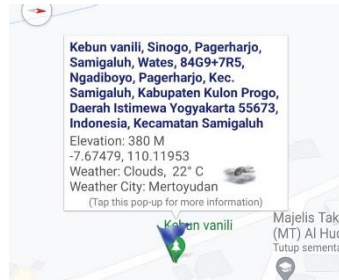 Kebun vanili, Sinogo, Pagerharjo,
Samigaluh, Wates, 84G9+7R5,
Ngadiboyo, Pagerharjo, Kec.
Samigaluh, Kabupaten Kulon Progo,
Daerah Istimewa Yogyakarta 55673,
Indonesia, Kecamatan Samigaluh
Elevation: 380 M
-7.67479, 110.11953
Weather: Clouds, 22° C
Weather City: Mertoyudan
(Tap this pop-up for more information)
Kebun vanili
Majelis Tak
(MT) Al Hud
Tutup sementa